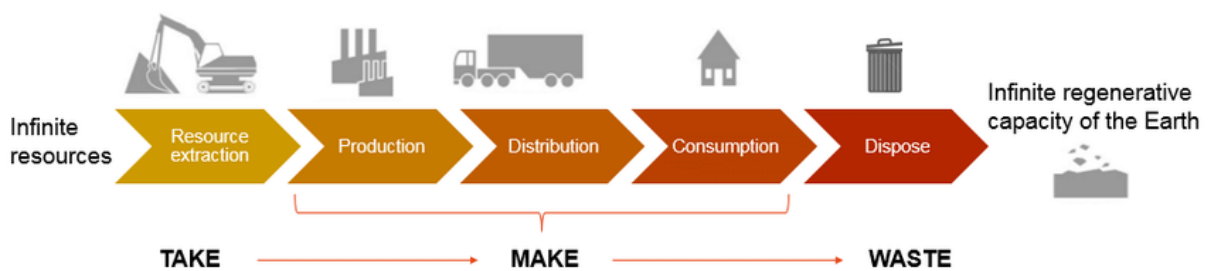 Infinite
resources
Resource
extraction
Production
Distribution
Consumption
Dispose
Infinite regenerative
capacity of the Earth
TAKE
MAKE
WASTE